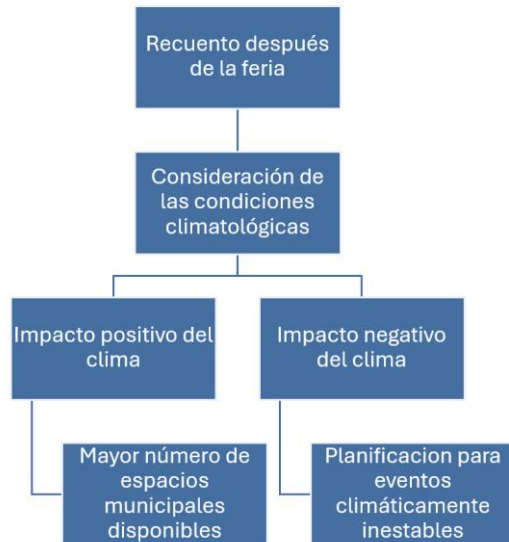 Recuento después
de la feria
Consideración de
las condiciones
climatológicas
Impacto positivo del
clima
Impacto negativo
del clima
Mayor número de
espacios
municipales
disponibles
Planificacion para
eventos
climáticamente
inestables